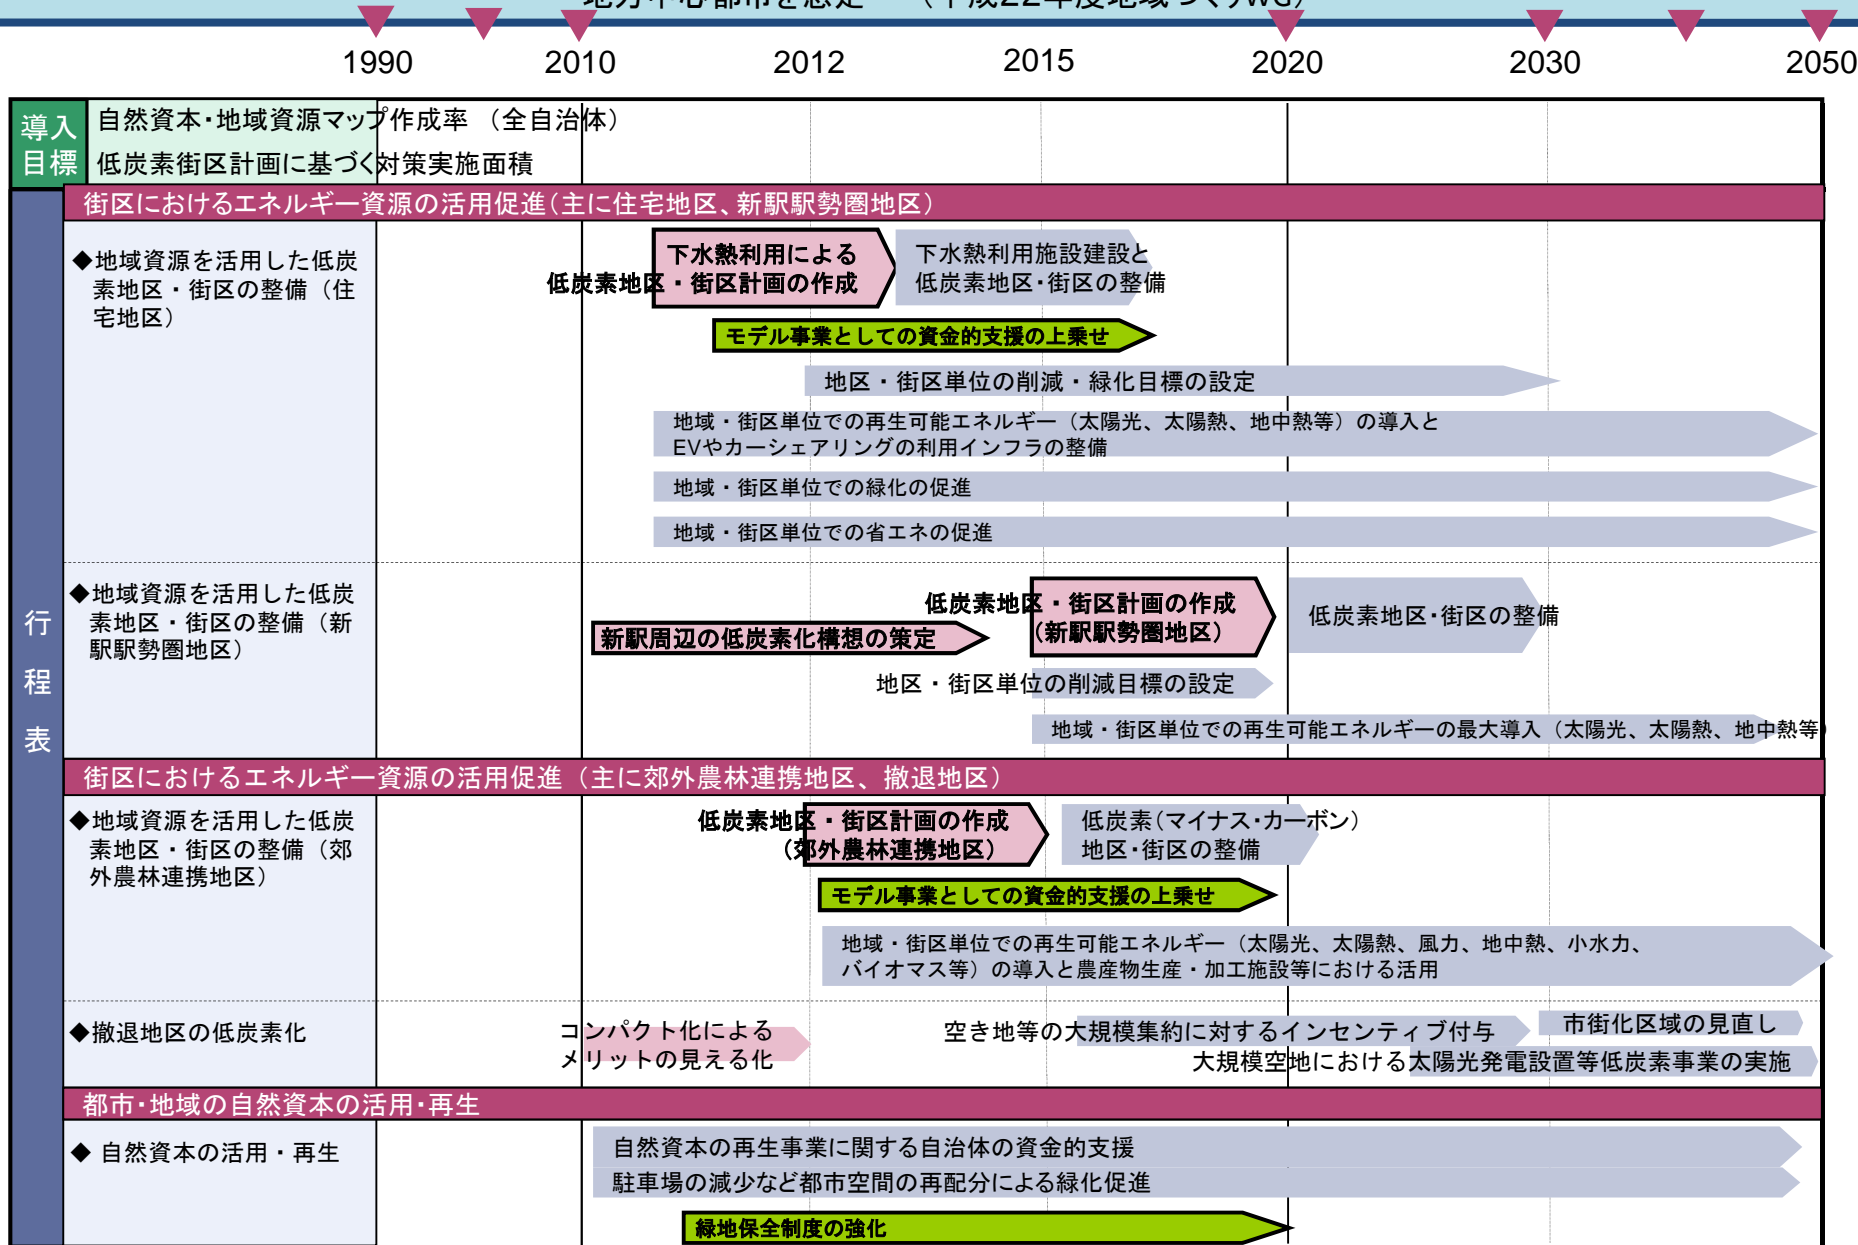 地方中心都市を想定 (平成22年度地域づくりWG)
1990 2010 2012 2015 2020 2030 2050
導入
目標
自然資本・地域資源マップ作成率 (全自治体)
低炭素街区計画に基づく対策実施面積
行程表
街区におけるエネルギー資源の活用促進(主に住宅地区、新駅駅勢圏地区)
◆地域資源を活用した低炭
素地区・街区の整備(住
宅地区)
下水熱利用による
低炭素地区・街区計画の作成
下水熱利用施設建設と
低炭素地区・街区の整備
モデル事業としての資金的支援の上乗せ
地区・街区単位の削減・緑化目標の設定
地域・街区単位での再生可能エネルギー(太陽光、太陽熱、地中熱等)の導入と
EVやカーシェアリングの利用インフラの整備
地域・街区単位での緑化の促進
地域・街区単位での省エネの促進
◆地域資源を活用した低炭
素地区・街区の整備(新
駅駅勢圏地区)
新駅周辺の低炭素化構想の策定
低炭素地区・街区計画の作成
(新駅駅勢圏地区)
低炭素地区・街区の整備
地区・街区単位の削減目標の設定
地域・街区単位での再生可能エネルギーの最大導入(太陽光、太陽熱、地中熱等)
街区におけるエネルギー資源の活用促進(主に郊外農林連携地区、撤退地区)
◆地域資源を活用した低炭
素地区・街区の整備(郊
外農林連携地区)
低炭素地区・街区計画の作成
(郊外農林連携地区)
低炭素(マイナス・カーボン)
地区・街区の整備
モデル事業としての資金的支援の上乗せ
地域・街区単位での再生可能エネルギー(太陽光、太陽熱、風力、地中熱、小水力、
バイオマス等)の導入と農産物生産・加工施設等における活用
◆撤退地区の低炭素化
コンパクト化による
メリットの見える化
空き地等の大規模集約に対するインセンティブ付与
市街化区域の見直し
大規模空地における太陽光発電設置等低炭素事業の実施
都市・地域の自然資本の活用・再生
◆ 自然資本の活用・再生
自然資本の再生事業に関する自治体の資金的支援
駐車場の減少など都市空間の再配分による緑化促進
緑地保全制度の強化